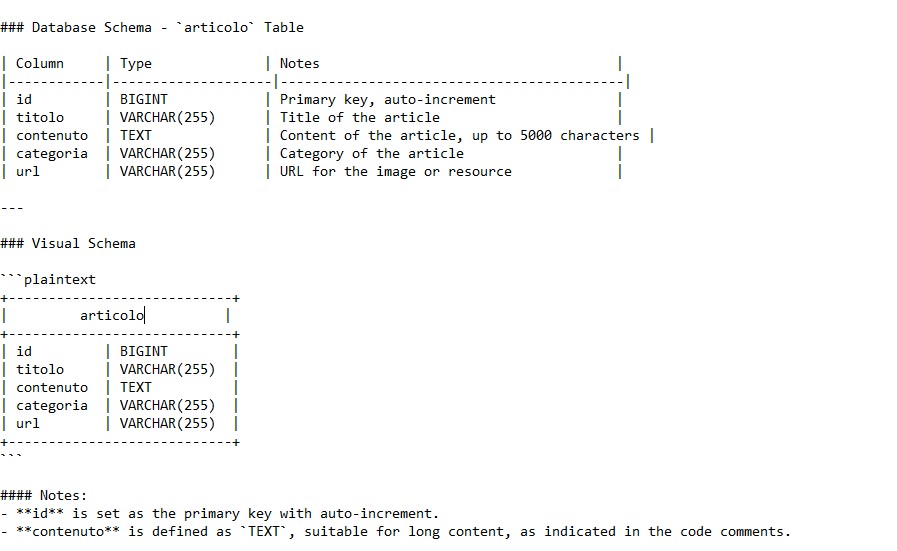 ### Database Schema - `articolo` Table
| Column     | Type              | Notes                                     |
|------------|--------------------|-------------------------------------------|
| id         | BIGINT            | Primary key, auto-increment               |
| titolo     | VARCHAR(255)      | Title of the article                      |
| contenuto  | TEXT              | Content of the article, up to 5000 characters |
| categoria  | VARCHAR(255)      | Category of the article                   |
| url        | VARCHAR(255)      | URL for the image or resource             |
---
### Visual Schema
```plaintext
+----------------------------+
|         articolo          |
+----------------------------+
| id         | BIGINT        |
| titolo     | VARCHAR(255)  |
| contenuto  | TEXT          |
| categoria  | VARCHAR(255)  |
| url        | VARCHAR(255)  |
+----------------------------+
```
#### Notes:
- **id** is set as the primary key with auto-increment.
- **contenuto** is defined as `TEXT`, suitable for long content, as indicated in the code comments.